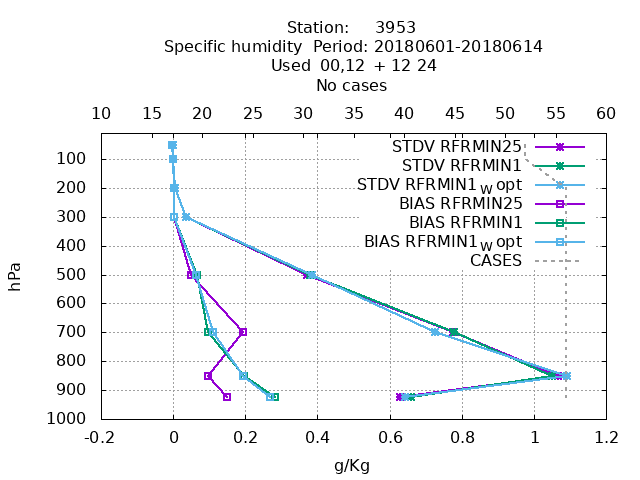 Station: 3953
Specific humidity Period: 20180601-20180614
Used 00,12 + 12 24
No cases
10 15 20 25 30 35 40 45 50 55 60
STDV RFRMIN25
STDV RFRMIN1
STDV RFRMIN1w opt
BIAS RFRMIN25
BIAS RFRMIN1
BIAS RFRMIN1w opt
CASES
100
200
300
400
500
600
700
800
900
1000
hPa
-0.2 0 0.2 0.4 0.6 0.8 1 1.2
g/Kg